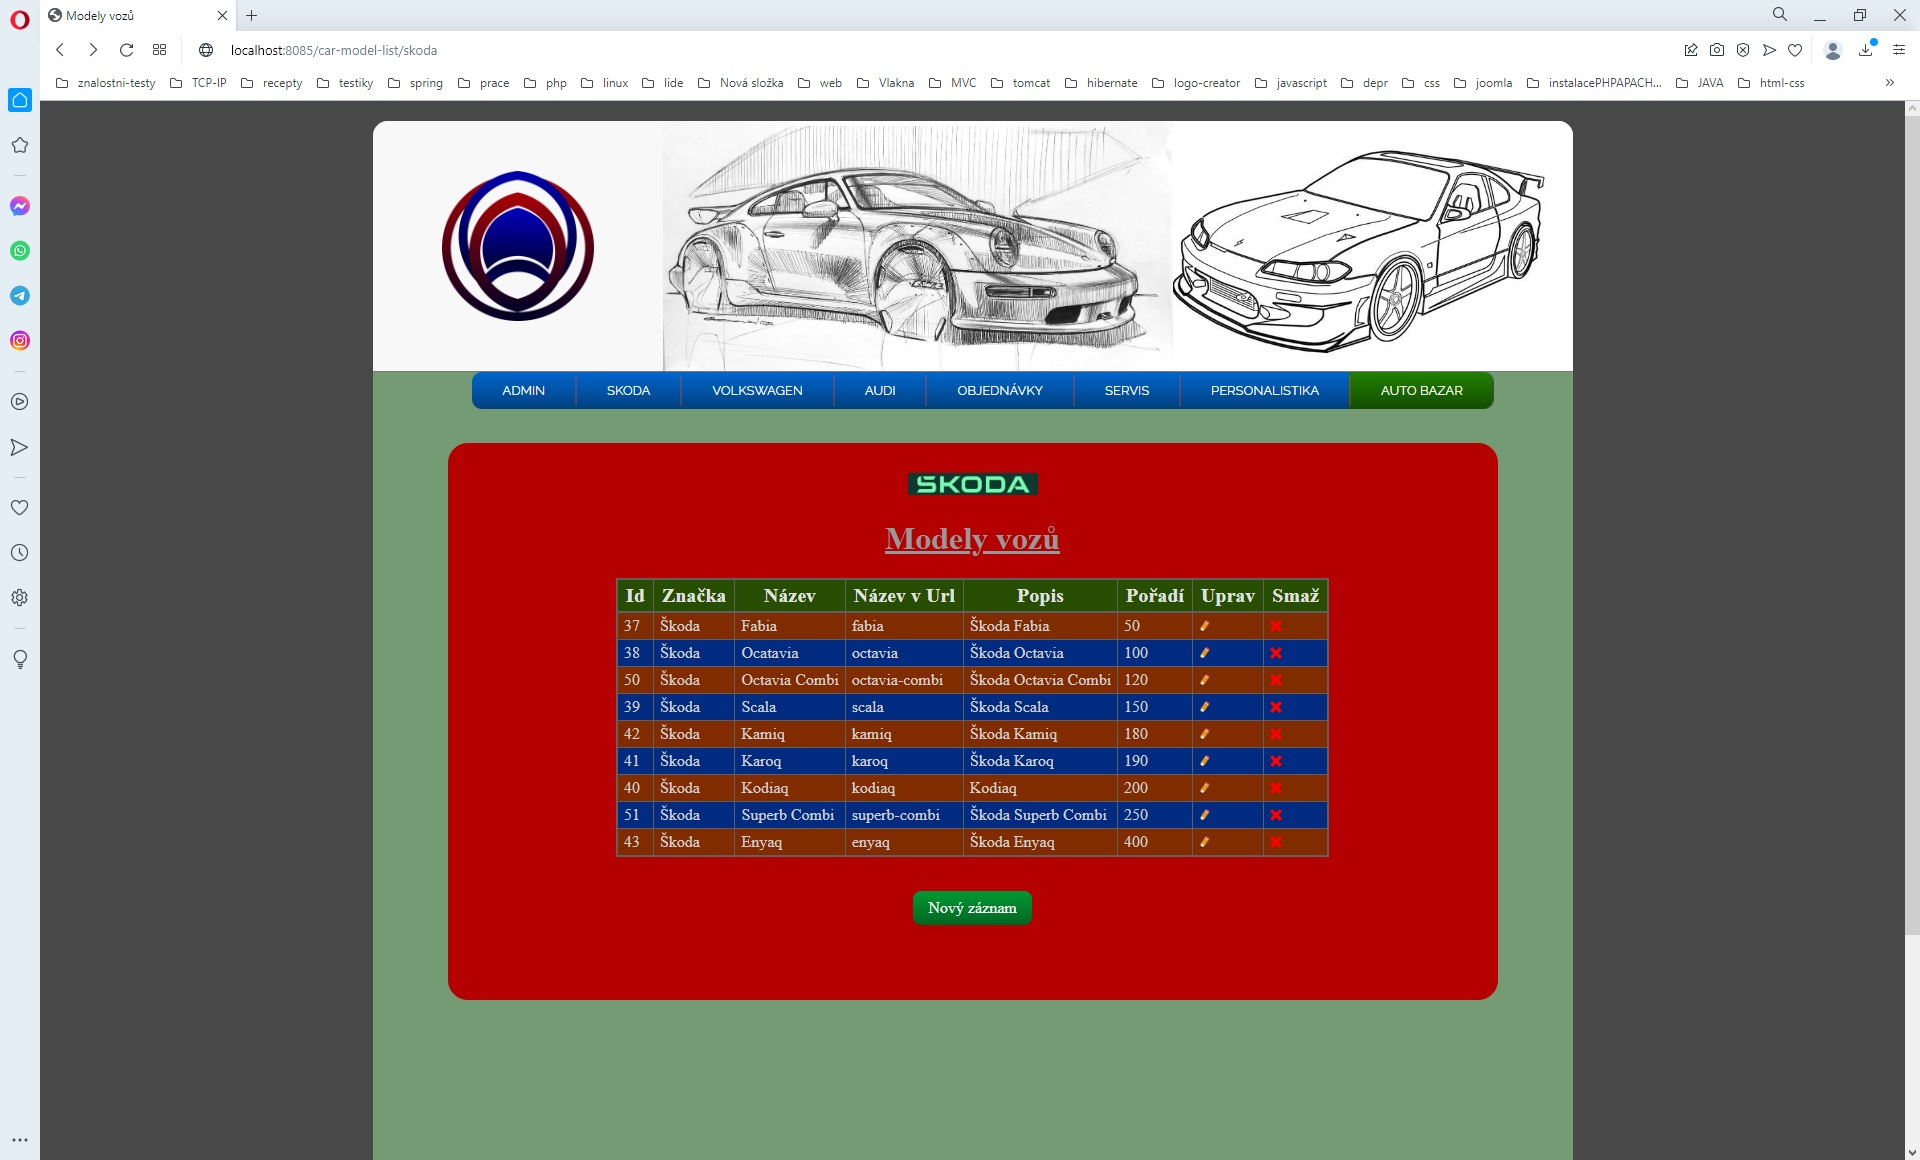 Modely vozů
localhost:8085/car-model-list/skoda
znalostni-testy TCP-IP recepty testiky spring prace php linux lide Nová složka web Vlakna MVC tomcat hibernate logo-creator javascript depr css joomla instalacePHPAPACH... JAVA html-css
ADMIN SKODA VOLKSWAGEN AUDI OBJEDNÁVKY SERVIS PERSONALISTIKA AUTO BAZAR
ŠKODA
Modely vozů
Id Značka Název Název v Url Popis Pořadí Uprav Smaž
37 Škoda Fabia fabia Škoda Fabia 50
38 Škoda Ocatavia octavia Škoda Octavia 100
50 Škoda Octavia Combi octavia-combi Škoda Octavia Combi 120
39 Škoda Scala scala Škoda Scala 150
42 Škoda Kamiq kamiq Škoda Kamiq 180
41 Škoda Karoq karoq Škoda Karoq 190
40 Škoda Kodiaq kodiaq Kodiaq 200
51 Škoda Superb Combi superb-combi Škoda Superb Combi 250
43 Škoda Enyaq enyaq Škoda Enyaq 400
Nový záznam